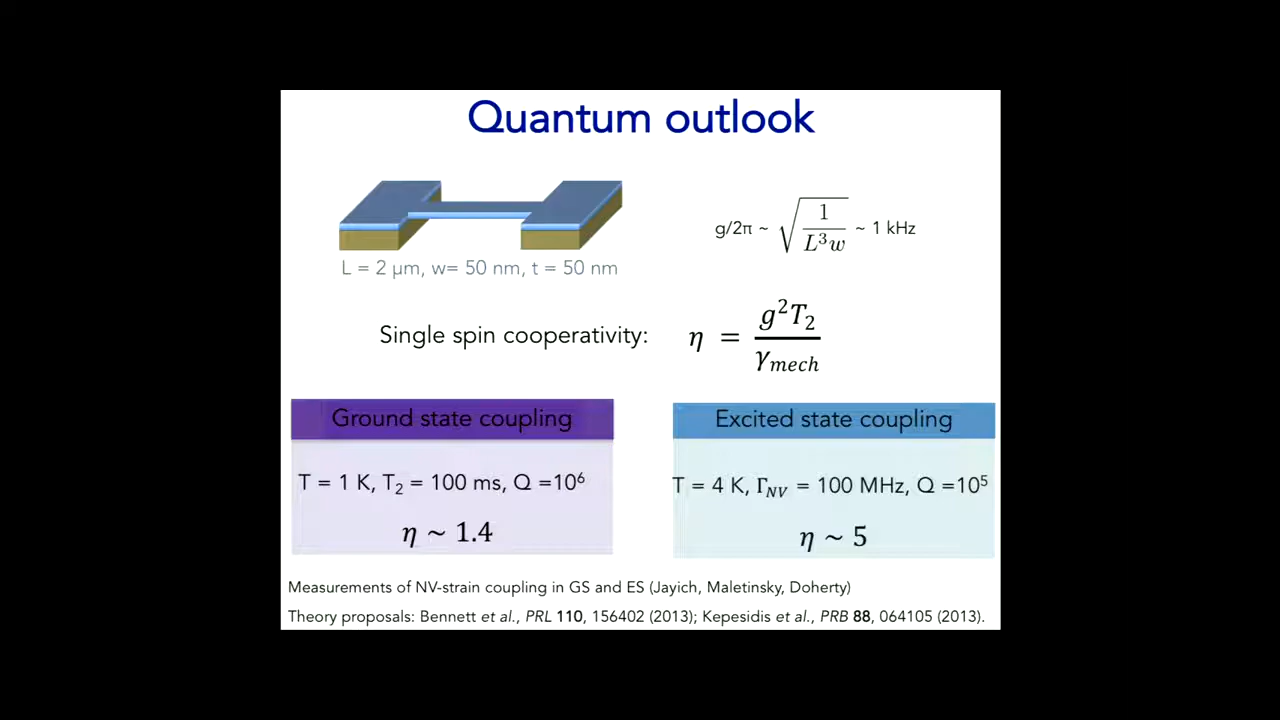 Quantum outlook
g/2π ~ √(1/(L³w)) ~ 1 kHz
L = 2 μm, w= 50 nm, t = 50 nm
Single spin cooperativity: η = g²T₂/γmech
Ground state coupling
T = 1 K, T₂ = 100 ms, Q =10⁶
η ~ 1.4
Excited state coupling
T = 4 K, Γ_NV = 100 MHz, Q =10⁵
η ~ 5
Measurements of NV-strain coupling in GS and ES (Jayich, Maletinsky, Doherty)
Theory proposals: Bennett et al., PRL 110, 156402 (2013); Kepesidis et al., PRB 88, 064105 (2013).